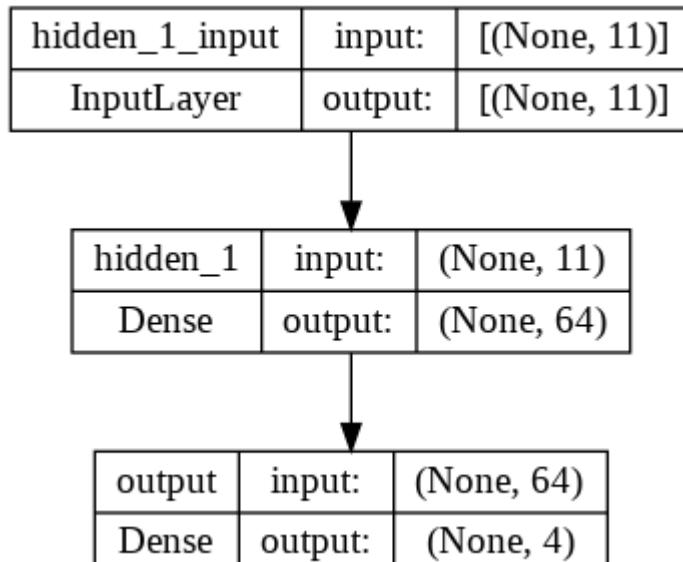 hidden_1_input input: [(None, 11)]
InputLayer output: [(None, 11)]
hidden_1 input: (None, 11)
Dense output: (None, 64)
output input: (None, 64)
Dense output: (None, 4)